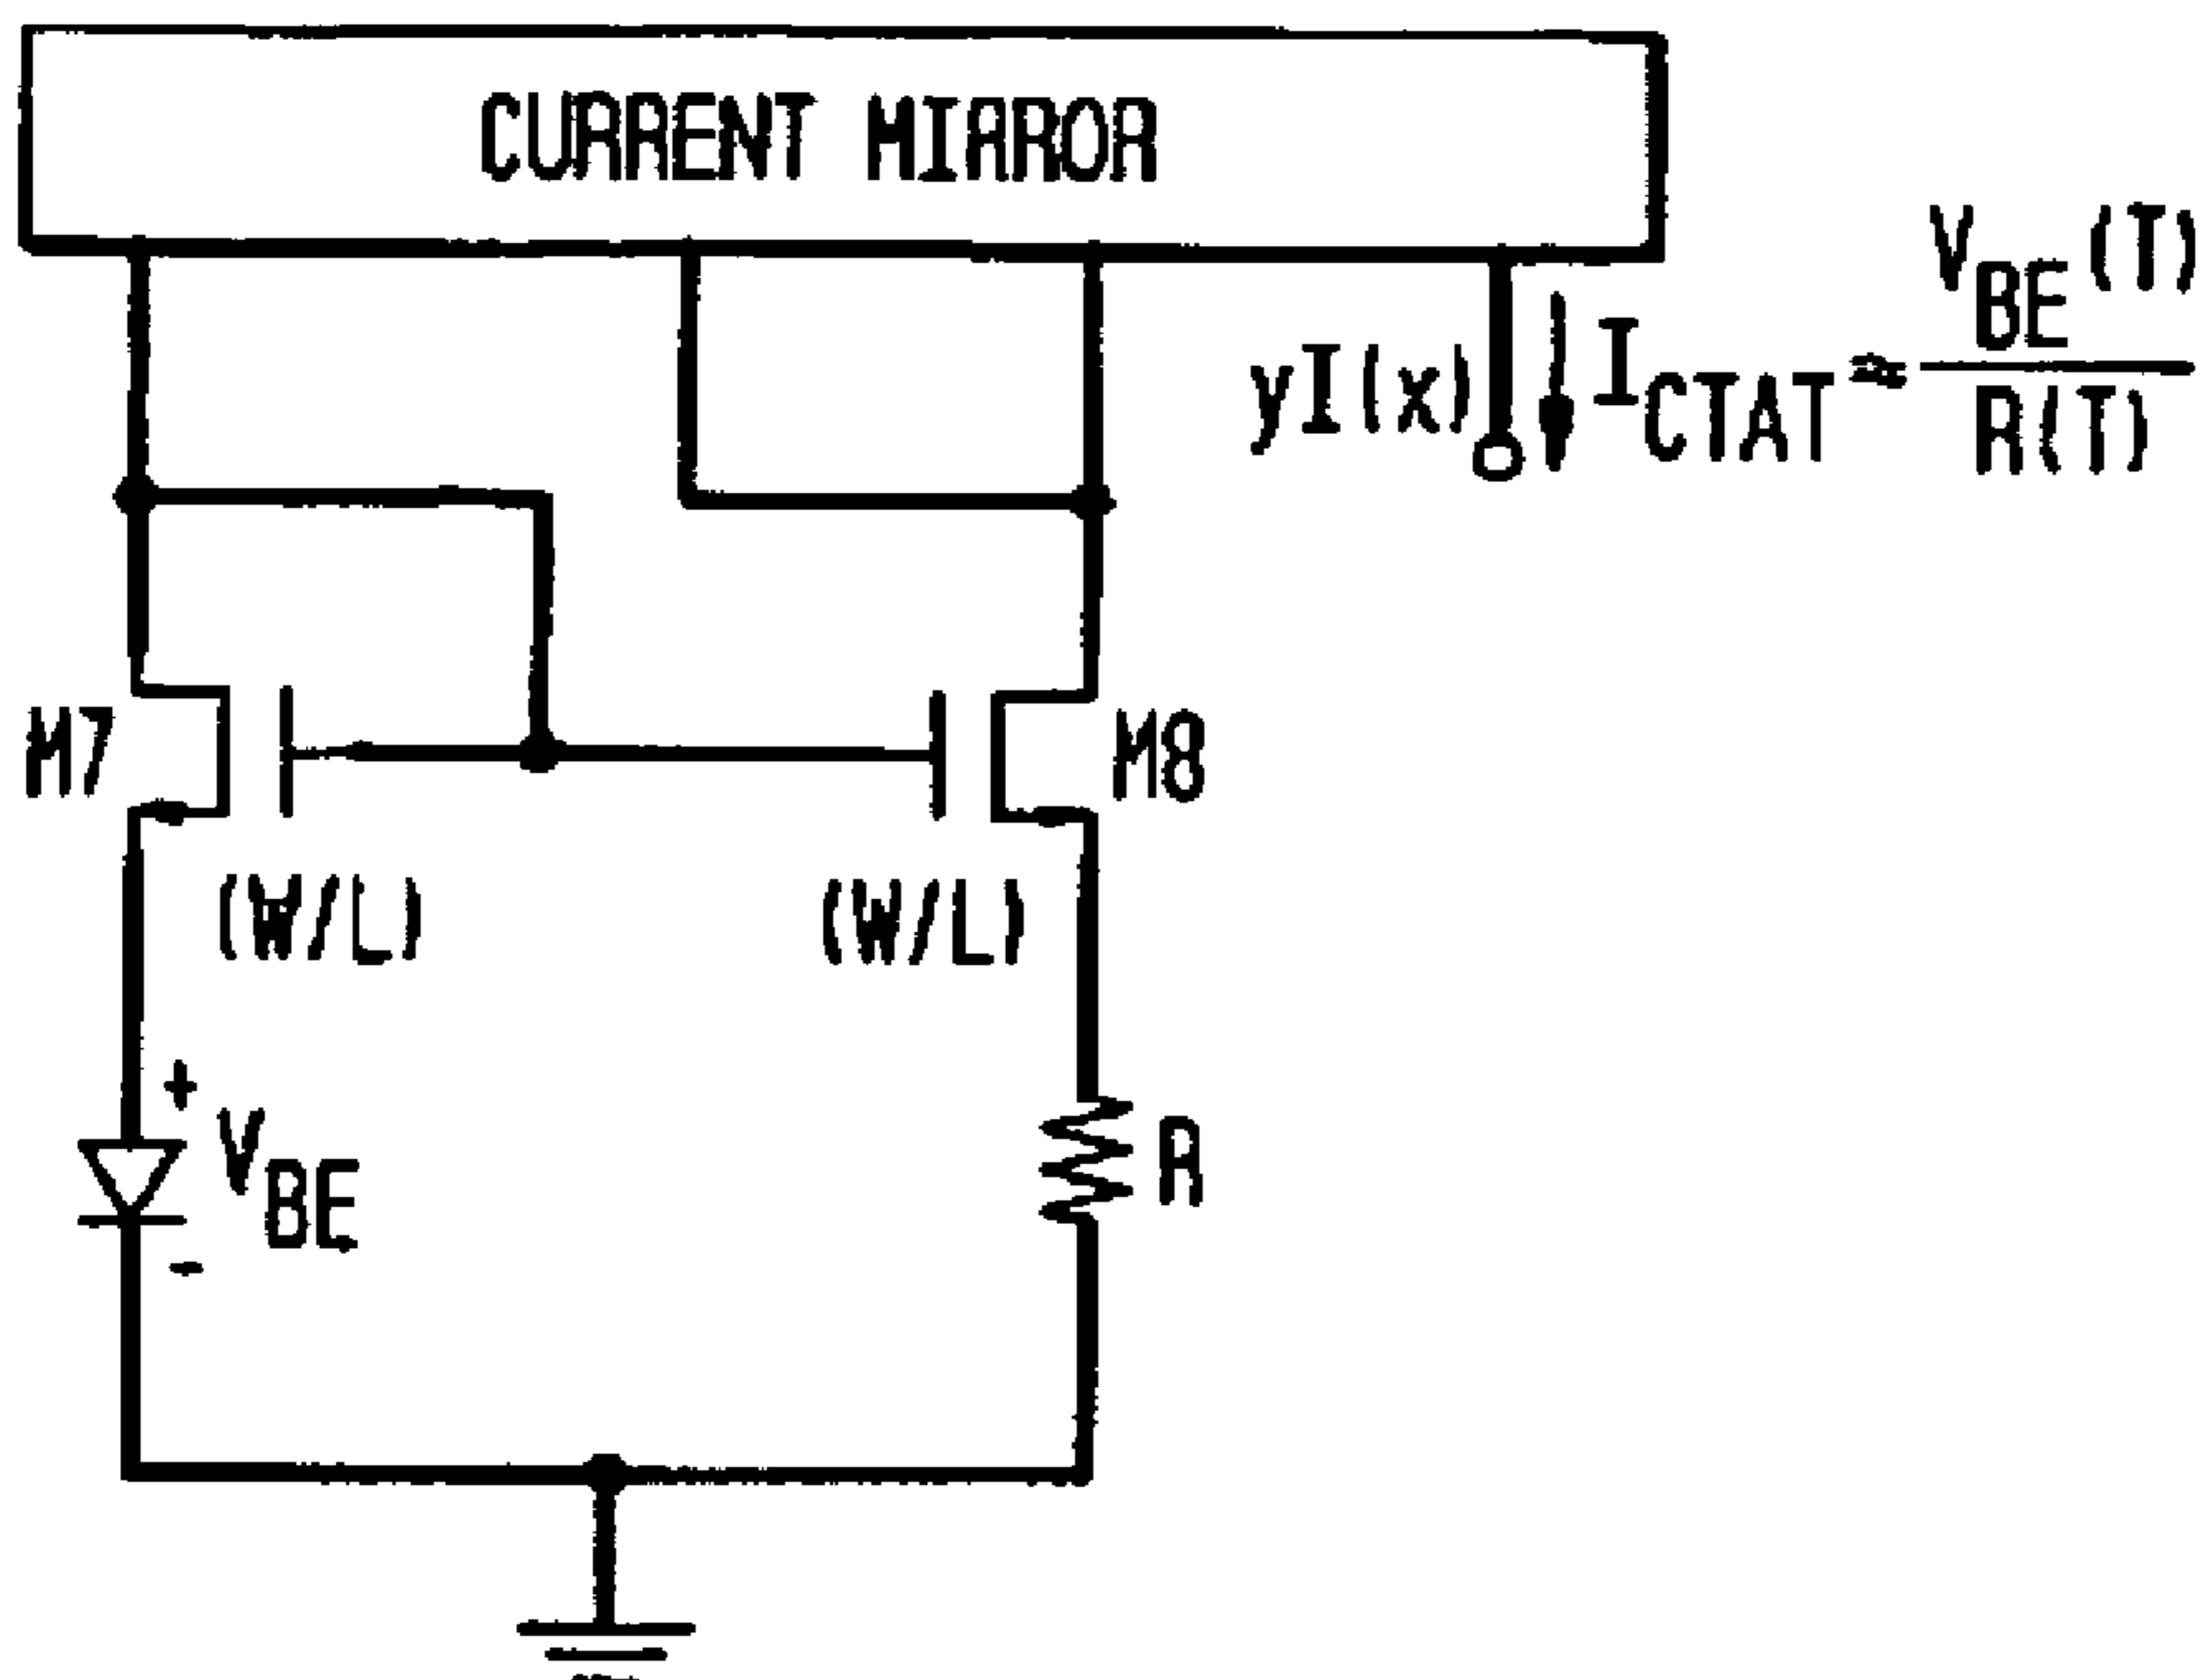 CURRENT MIRROR
yI(x)
I_CTAT ≈ V_BE(T) / R(T)
M7
M8
(W/L)
(W/L)
+
V_BE
-
R